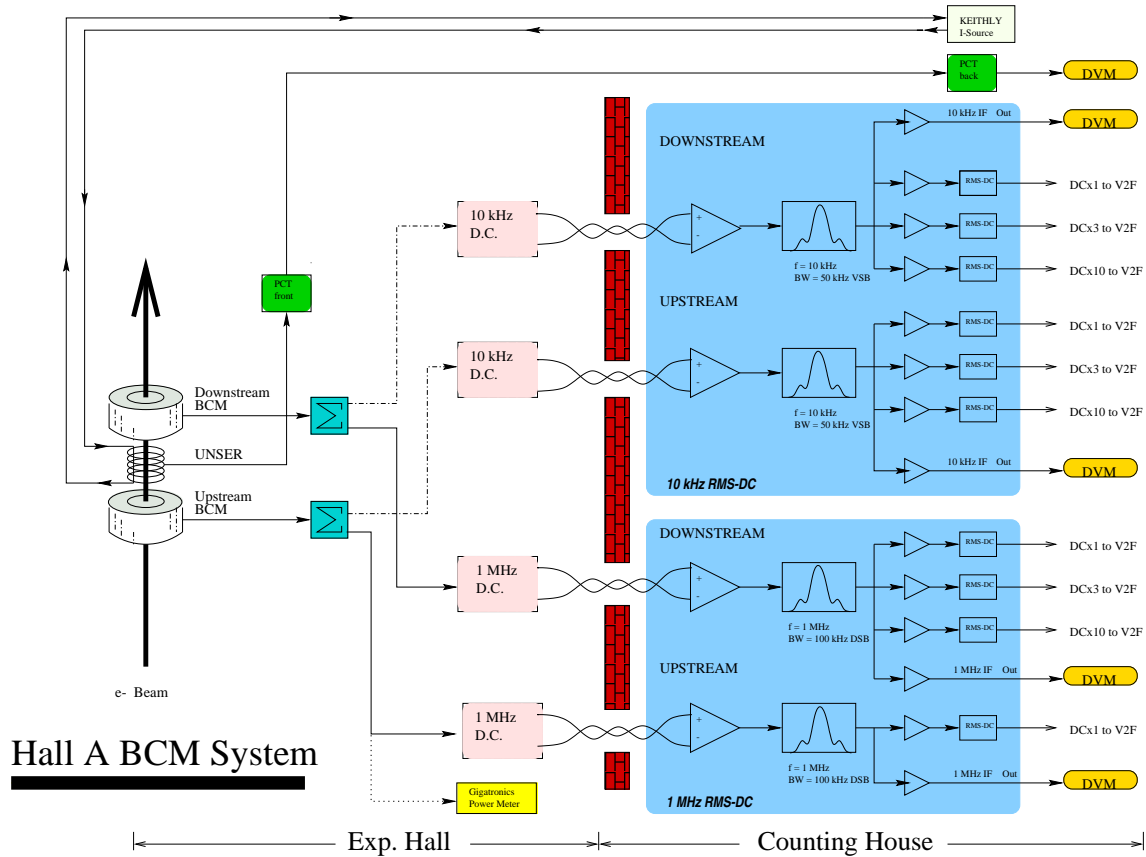 KEITHLY
I-Source
PCT
back
DVM
10 kHz IF Out
DVM
DOWNSTREAM
RMS-DC
DCx1 to V2F
10 kHz
D.C.
+
-
RMS-DC
DCx3 to V2F
f = 10 kHz
BW = 50 kHz VSB
RMS-DC
DCx10 to V2F
PCT
front
UPSTREAM
RMS-DC
DCx1 to V2F
10 kHz
D.C.
+
-
RMS-DC
DCx3 to V2F
f = 10 kHz
BW = 50 kHz VSB
RMS-DC
DCx10 to V2F
Downstream
BCM
Σ
UNSER
10 kHz IF Out
DVM
10 kHz RMS-DC
Upstream
BCM
Σ
DOWNSTREAM
RMS-DC
DCx1 to V2F
1 MHz
D.C.
+
-
RMS-DC
DCx3 to V2F
f = 1 MHz
BW = 100 kHz DSB
RMS-DC
DCx10 to V2F
UPSTREAM
1 MHz IF Out
DVM
e- Beam
1 MHz
D.C.
+
-
RMS-DC
DCx1 to V2F
f = 1 MHz
BW = 100 kHz DSB
1 MHz IF Out
DVM
Hall A BCM System
Gigatronics
Power Meter
1 MHz RMS-DC
Exp. Hall
Counting House